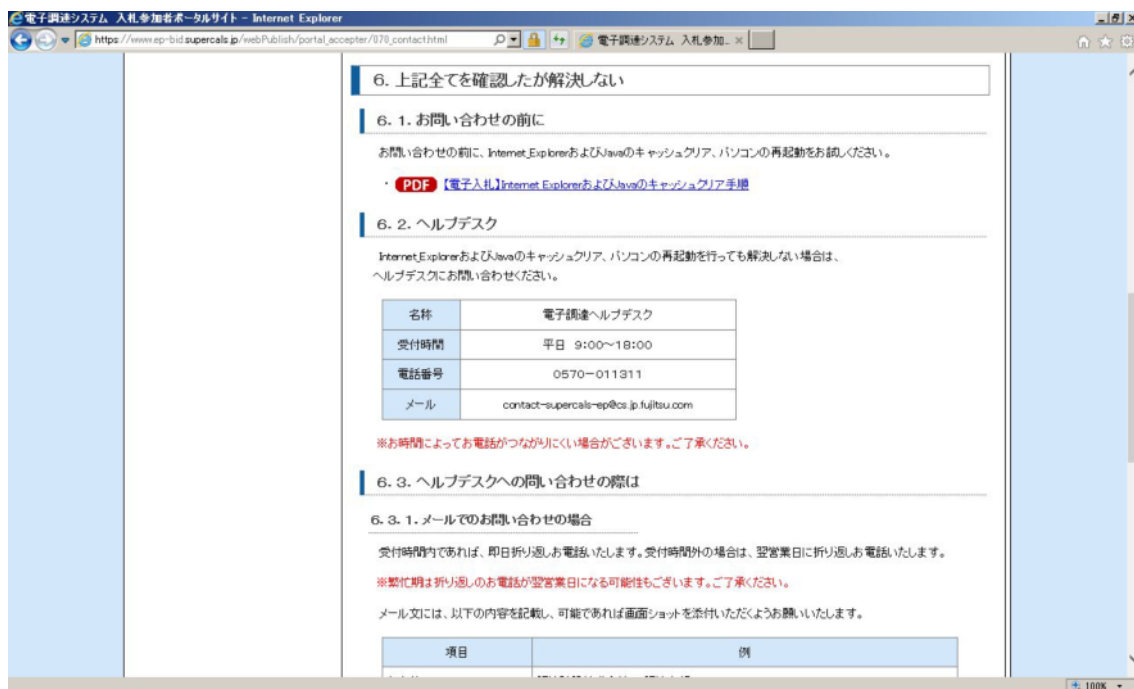 電子調達システム 入札参加者ポータルサイト - Internet Explorer
https://www.ep-bid.supercals.jp/webPublish/portal_accepter/070_contact.html
電子調達システム 入札参加...
6. 上記全てを確認したが解決しない
6. 1. お問い合わせの前に
お問い合わせの前に、Internet ExplorerおよびJavaのキャッシュクリア、パソコンの再起動をお試しください。
・ PDF 【電子入札】Internet ExplorerおよびJavaのキャッシュクリア手順
6. 2. ヘルプデスク
Internet ExplorerおよびJavaのキャッシュクリア、パソコンの再起動を行っても解決しない場合は、
ヘルプデスクにお問い合わせください。
名称 電子調達ヘルプデスク
受付時間 平日 9:00～18:00
電話番号 0570-011311
メール contact-supercals-ep@cs.jp.fujitsu.com
※お時間によってお電話がつながりにくい場合がございます。ご了承ください。
6. 3. ヘルプデスクへの問い合わせの際は
6. 3. 1. メールでのお問い合わせの場合
受付時間内であれば、即日折り返しお電話いたします。受付時間外の場合は、翌営業日に折り返しお電話いたします。
※繁忙期は折り返しのお電話が翌営業日になる可能性もございます。ご了承ください。
メール文には、以下の内容を記載し、可能であれば画面ショットを添付いただくようお願いいたします。
項目 例
100%